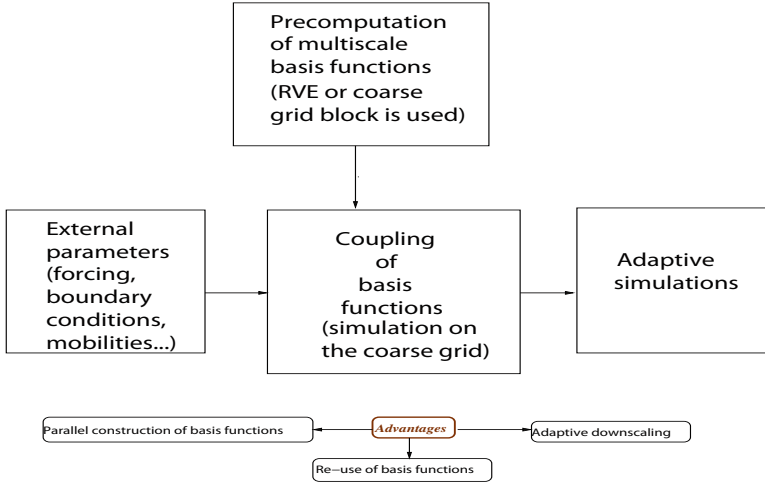 Precomputation
of multiscale
basis functions
(RVE or coarse
grid block is used)
External
parameters
(forcing,
boundary
conditions,
mobilities...)
Coupling
of
basis
functions
(simulation on
the coarse grid)
Adaptive
simulations
Advantages
Parallel construction of basis functions
Adaptive downscaling
Re−use of basis functions